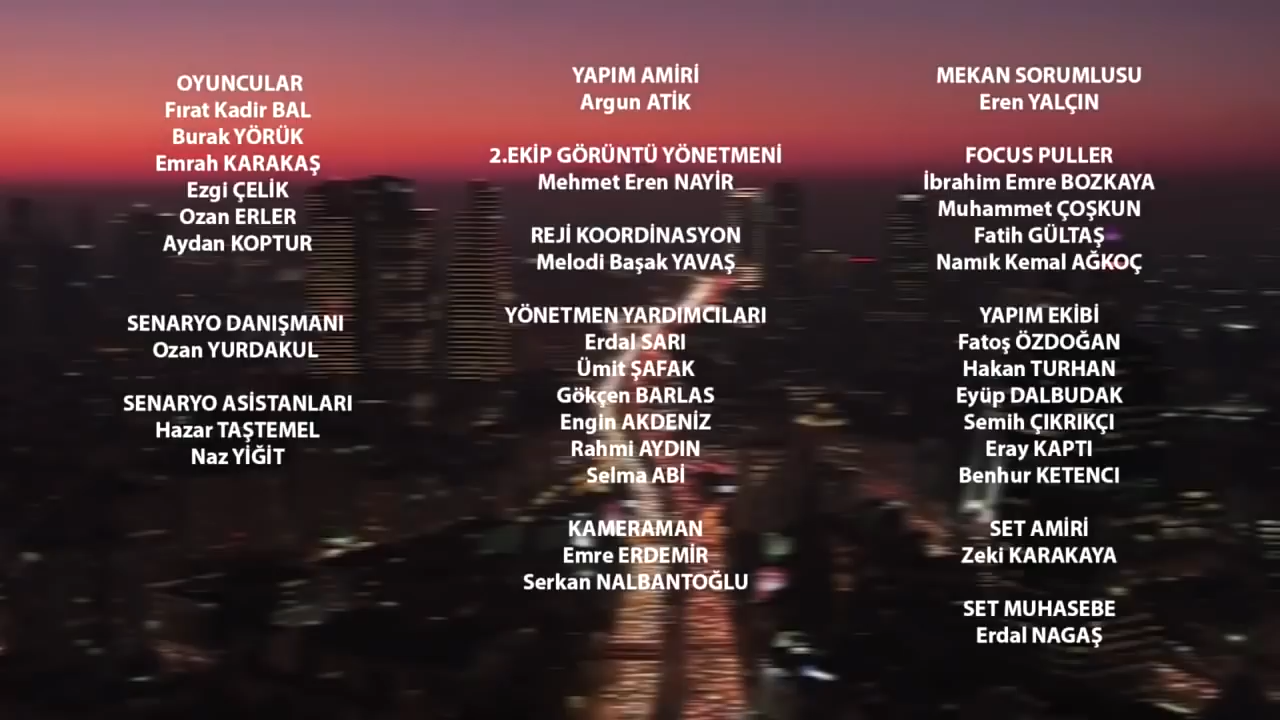 OYUNCULAR
Fırat Kadir BAL
Burak YÖRÜK
Emrah KARAKAŞ
Ezgi ÇELİK
Ozan ERLER
Aydan KOPTUR
SENARYO DANIŞMANI
Ozan YURDAKUL
SENARYO ASİSTANLARI
Hazar TAŞTEMEL
Naz YİĞİT
YAPIM AMİRİ
Argun ATİK
2.EKİP GÖRÜNTÜ YÖNETMENİ
Mehmet Eren NAYİR
REJİ KOORDİNASYON
Melodi Başak YAVAŞ
YÖNETMEN YARDIMCILARI
Erdal SARI
Ümit ŞAFAK
Gökçen BARLAS
Engin AKDENİZ
Rahmi AYDIN
Selma ABİ
KAMERAMAN
Emre ERDEMİR
Serkan NALBANTOĞLU
MEKAN SORUMLUSU
Eren YALÇIN
FOCUS PULLER
İbrahim Emre BOZKAYA
Muhammet ÇOŞKUN
Fatih GÜLTAŞ
Namık Kemal AĞKOÇ
YAPIM EKİBİ
Fatoş ÖZDOĞAN
Hakan TURHAN
Eyüp DALBUDAK
Semih ÇIKRIKÇI
Eray KAPTI
Benhur KETENCI
SET AMİRİ
Zeki KARAKAYA
SET MUHASEBE
Erdal NAGAŞ